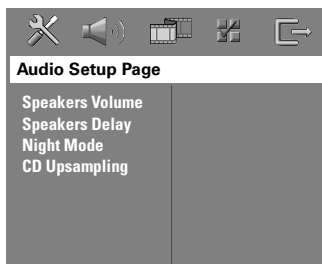 Audio Setup Page
Speakers Volume
Speakers Delay
Night Mode
CD Upsampling